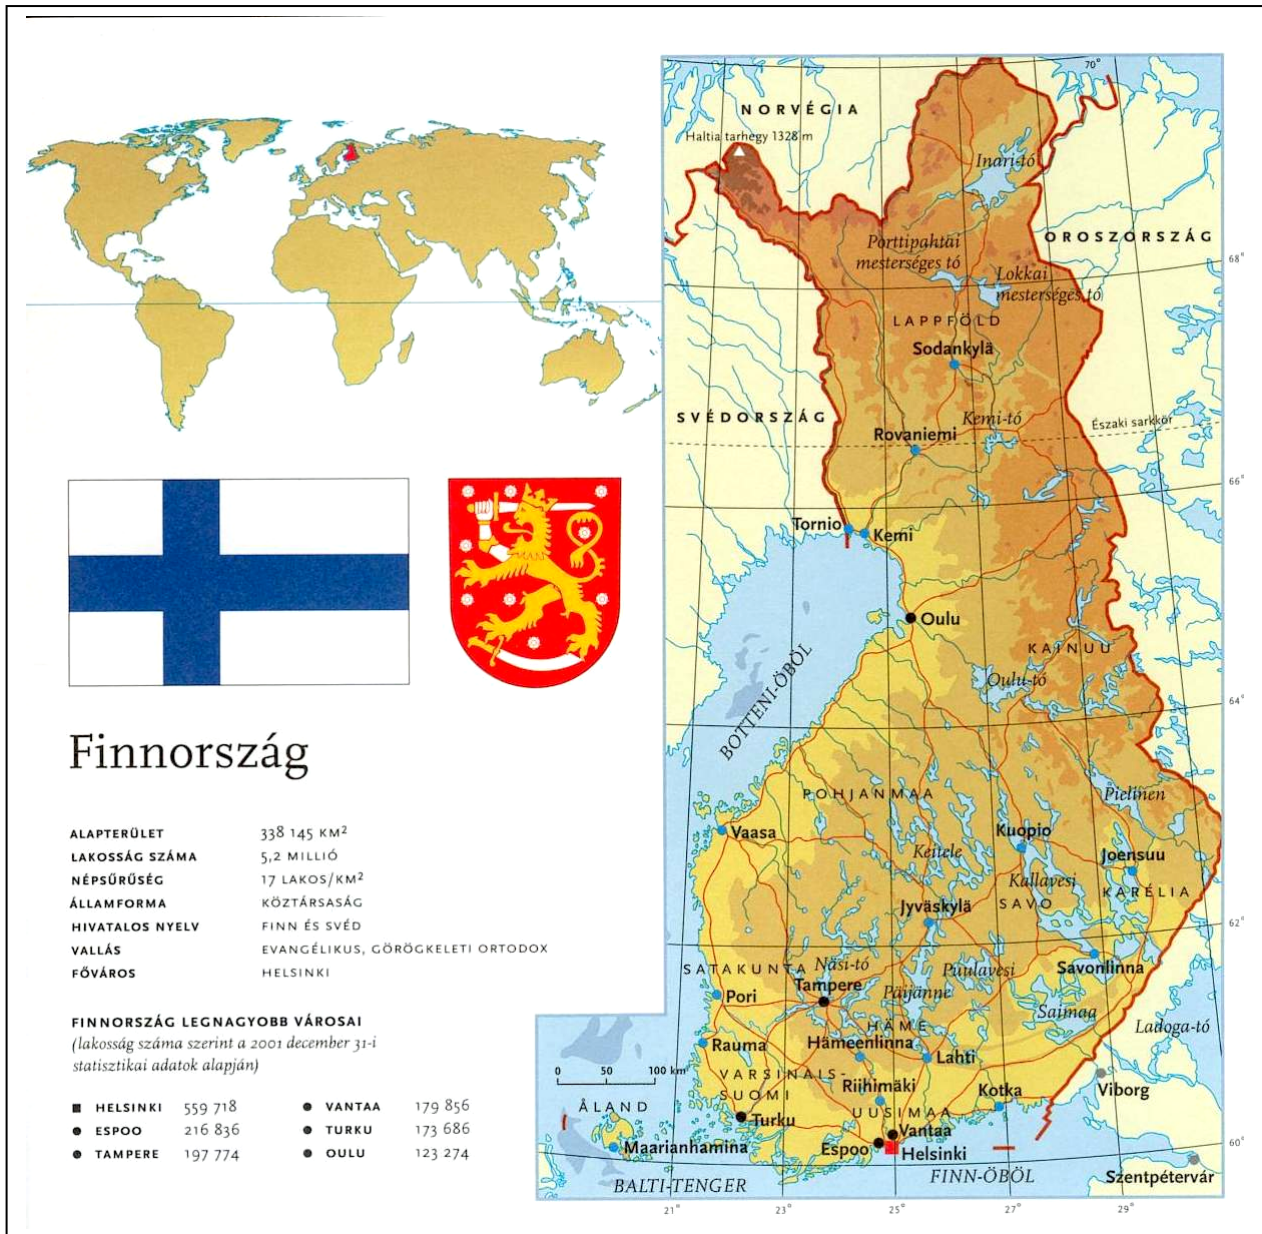 70°
NORVÉGIA
Haltia tarhegy 1328 m
Inari-tó
OROSZORSZÁG
Porttipahtai
mesterséges tó
68°
Lokkai
mesterséges tó
LAPPFÖLD
Sodankylä
SVÉDORSZÁG
Kemi-tó
Északi sarkkör
Rovaniemi
66°
Tornio
Kemi
Oulu
KAINUU
BOTTENI-ÖBÖL
Oulu-tó
64°
Finnország
POHJANMAA
Pielinen
ALAPTERÜLET 338 145 KM²
LAKOSSÁG SZÁMA 5,2 MILLIÓ
NÉPSŰRŰSÉG 17 LAKOS/KM²
ÁLLAMFORMA KÖZTÁRSASÁG
HIVATALOS NYELV FINN ÉS SVÉD
VALLÁS EVANGÉLIKUS, GÖRÖGKELETI ORTODOX
FŐVÁROS HELSINKI
Vaasa
Kuopio
Keitele
Joensuu
Kallavesi
KARÉLIA
Jyväskylä
SAVO
62°
SATAKUNTA
Näsi-tó
Puulavesi
Savonlinna
Tampere
Pori
Päijänne
Saimaa
Ladoga-tó
HÄME
Rauma
Hämeenlinna
Lahti
FINNORSZÁG LEGNAGYOBB VÁROSAI
(lakosság száma szerint a 2001 december 31-i
statisztikai adatok alapján)
HELSINKI 559 718
ESPOO 216 836
TAMPERE 197 774
VANTAA 179 856
TURKU 173 686
OULU 123 274
0 50 100 km
VARSINAIS-
SUOMI
Riihimäki
Kotka
Viborg
ÅLAND
UUSIMAA
Turku
Vantaa
Maarianhamina
Espoo
Helsinki
60°
BALTI-TENGER
FINN-ÖBÖL
Szentpétervár
21° 23° 25° 27° 29°